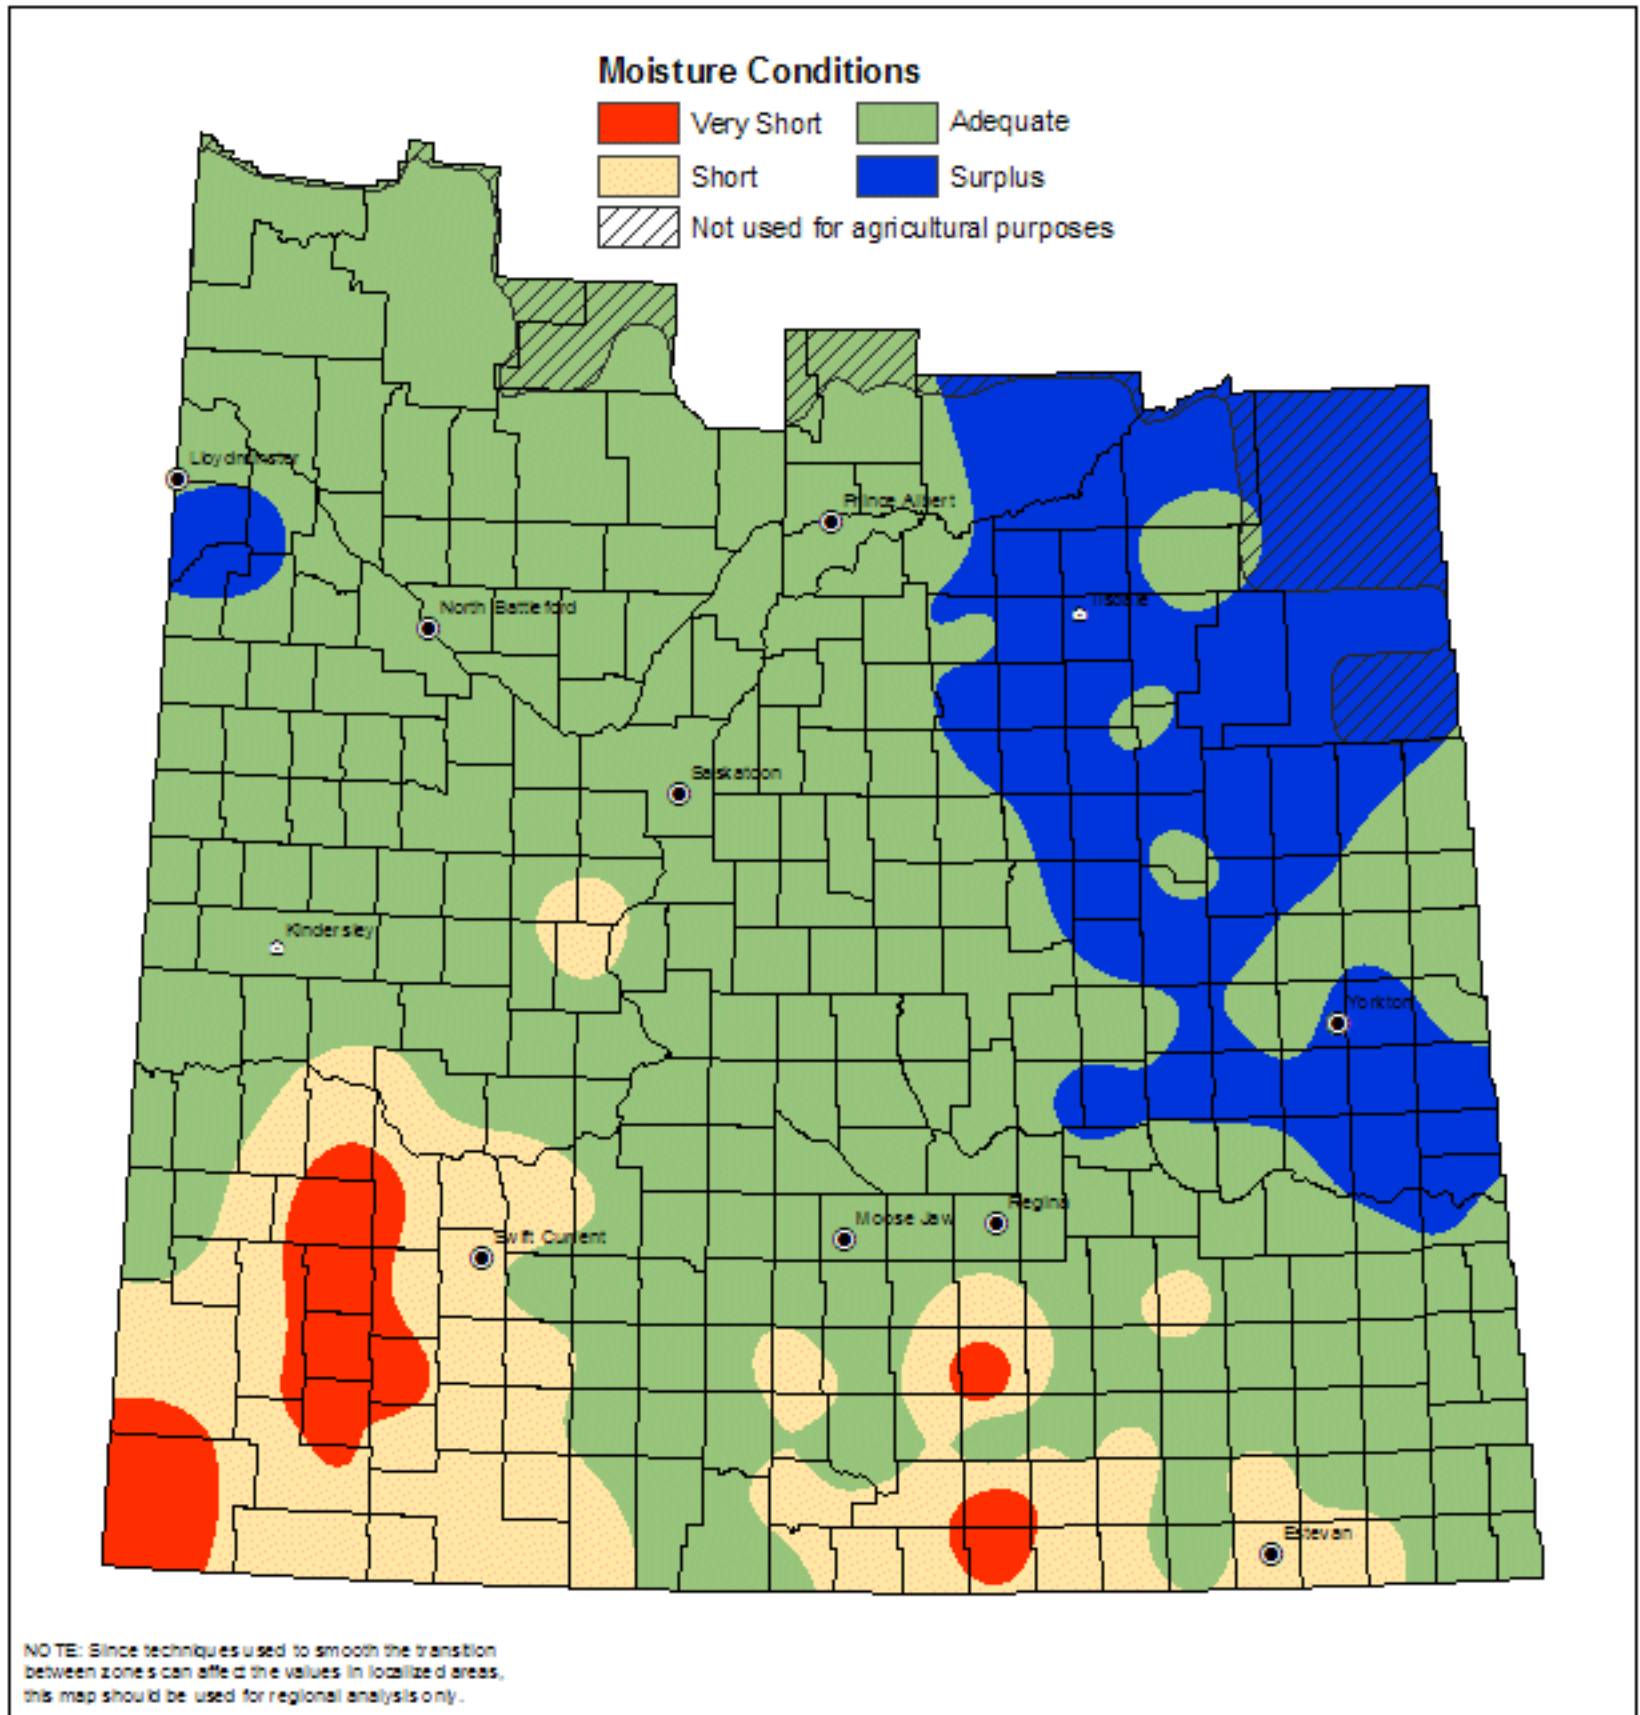 Moisture Conditions
Very Short
Adequate
Short
Surplus
Not used for agricultural purposes
Lloydminster
Prince Albert
North Battleford
Tisdale
Saskatoon
Kindersley
Yorkton
Regina
Moose Jaw
Swift Current
Estevan
NOTE: Since techniques used to smooth the transition
between zones can affect the values in localized areas,
this map should be used for regional analysis only.